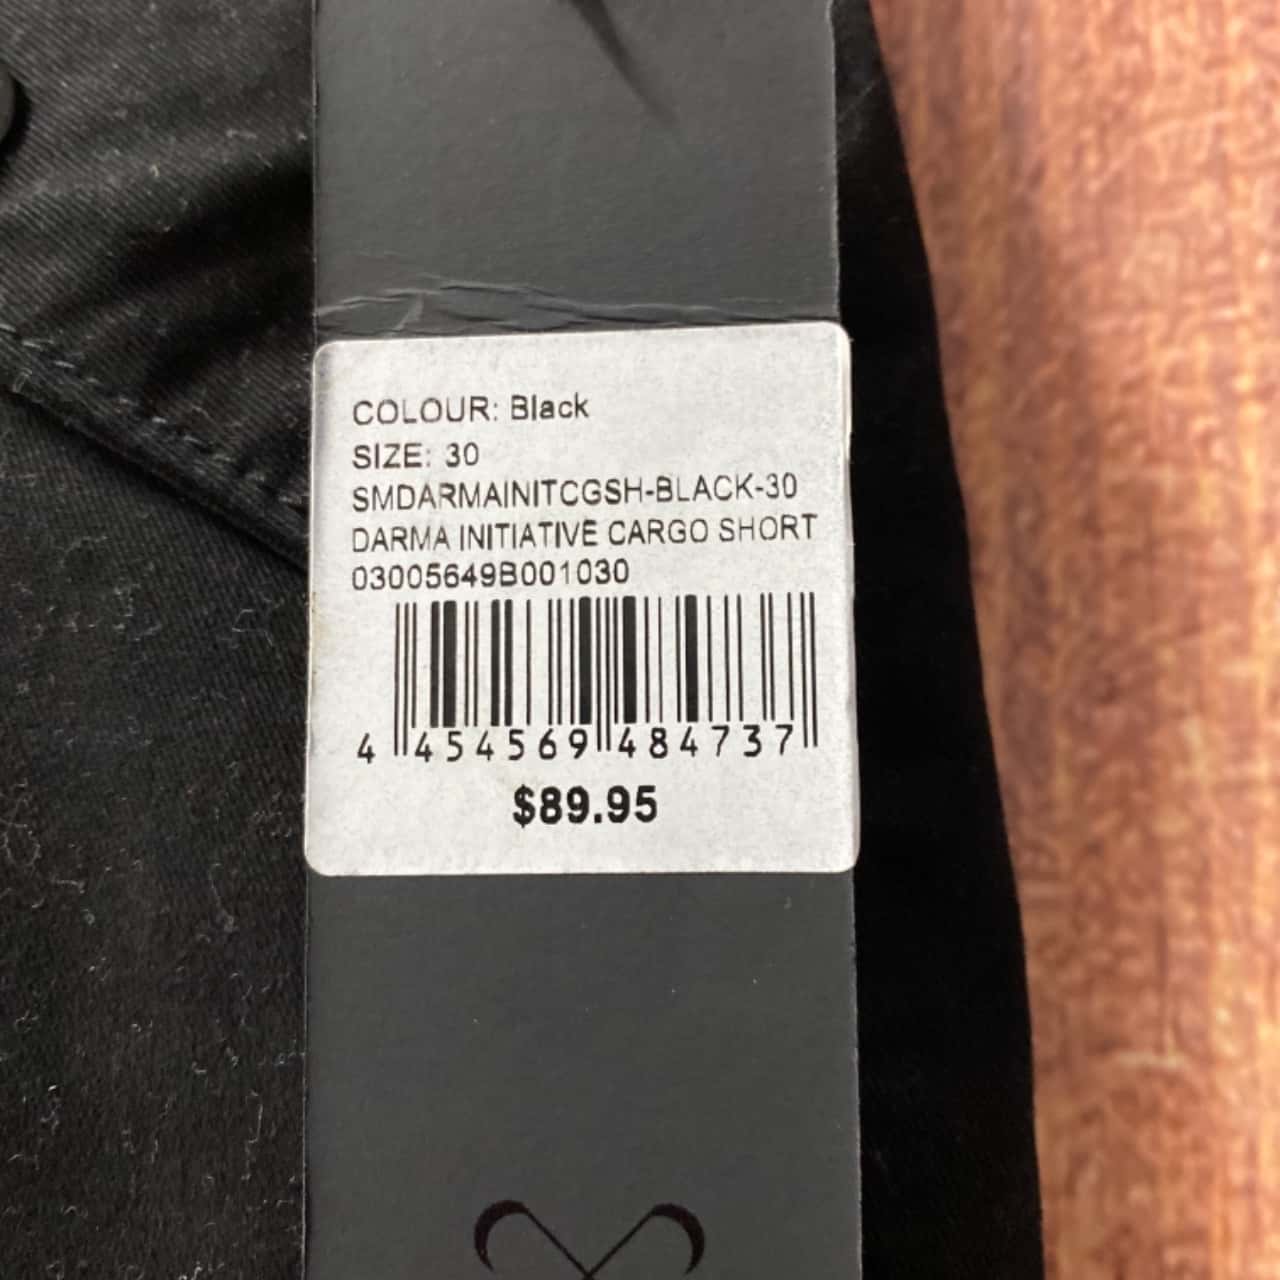 COLOUR: Black
SIZE: 30
SMDARMAINITCGSH-BLACK-30
DARMA INITIATIVE CARGO SHORT
03005649B001030
4 454569 484737
$89.95